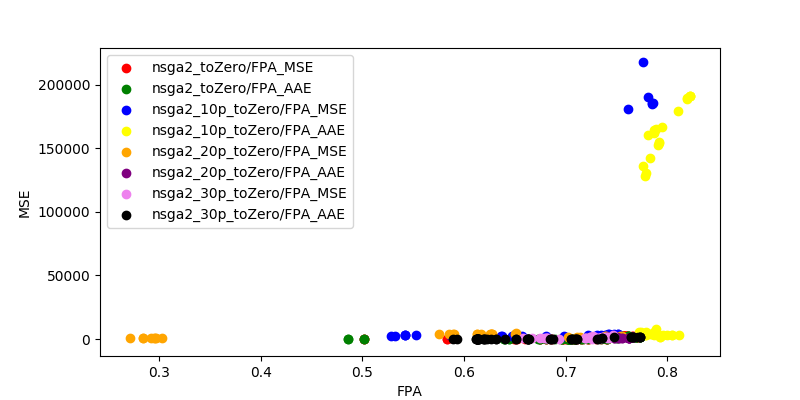 nsga2_toZero/FPA_MSE
nsga2_toZero/FPA_AAE
nsga2_10p_toZero/FPA_MSE
nsga2_10p_toZero/FPA_AAE
nsga2_20p_toZero/FPA_MSE
nsga2_20p_toZero/FPA_AAE
nsga2_30p_toZero/FPA_MSE
nsga2_30p_toZero/FPA_AAE
200000
150000
100000
50000
0
MSE
0.3 0.4 0.5 0.6 0.7 0.8
FPA